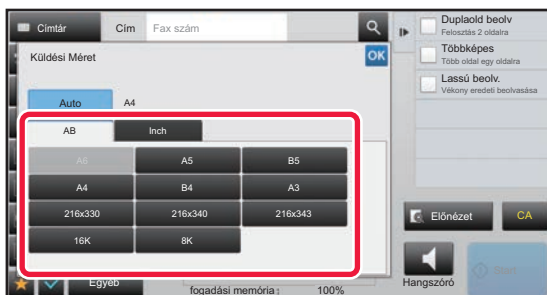 Címtár
Cím
Fax szám
Küldési Méret
OK
Auto
A4
AB
Inch
A6
A5
B5
A4
B4
A3
216x330
216x340
216x343
16K
8K
Egyéb
fogadási memória:
100%
Duplaold beolv
Felosztás 2 oldalra
Többképes
Több oldal egy oldalra
Lassú beolv.
Vékony eredeti beolvasása
Előnézet
CA
Hangszóró
Start